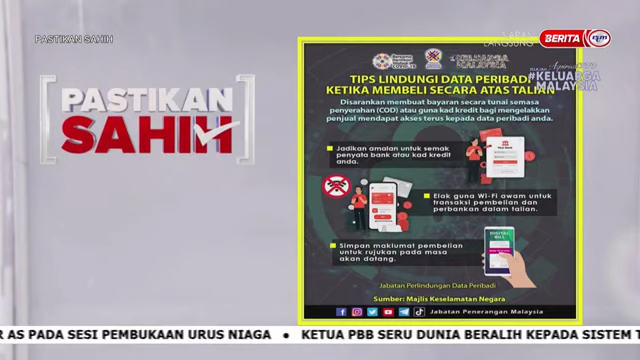 PASTIKAN SAHIH
LANGSUNG
BERITA rtm
#KELUARGA
MALAYSIA
[PASTIKAN
SAHIH]
TIPS LINDUNGI DATA PERIBADI
KETIKA MEMBELI SECARA ATAS TALIAN
Disarankan membuat bayaran secara tunai semasa
penyerahan (COD) atau guna kad kredit bagi mengelakkan
penjual mendapat akses terus kepada data peribadi anda.
Jadikan amalan untuk semak
penyata bank atau kad kredit
anda.
Elak guna Wi-Fi awam untuk
transaksi pembelian dan
perbankan dalam talian.
DIGITAL
BILL
Simpan maklumat pembelian
untuk rujukan pada masa
akan datang.
Jabatan Perlindungan Data Peribadi
Sumber: Majlis Keselamatan Negara
Jabatan Penerangan Malaysia
R AS PADA SESI PEMBUKAAN URUS NIAGA • KETUA PBB SERU DUNIA BERALIH KEPADA SISTEM T